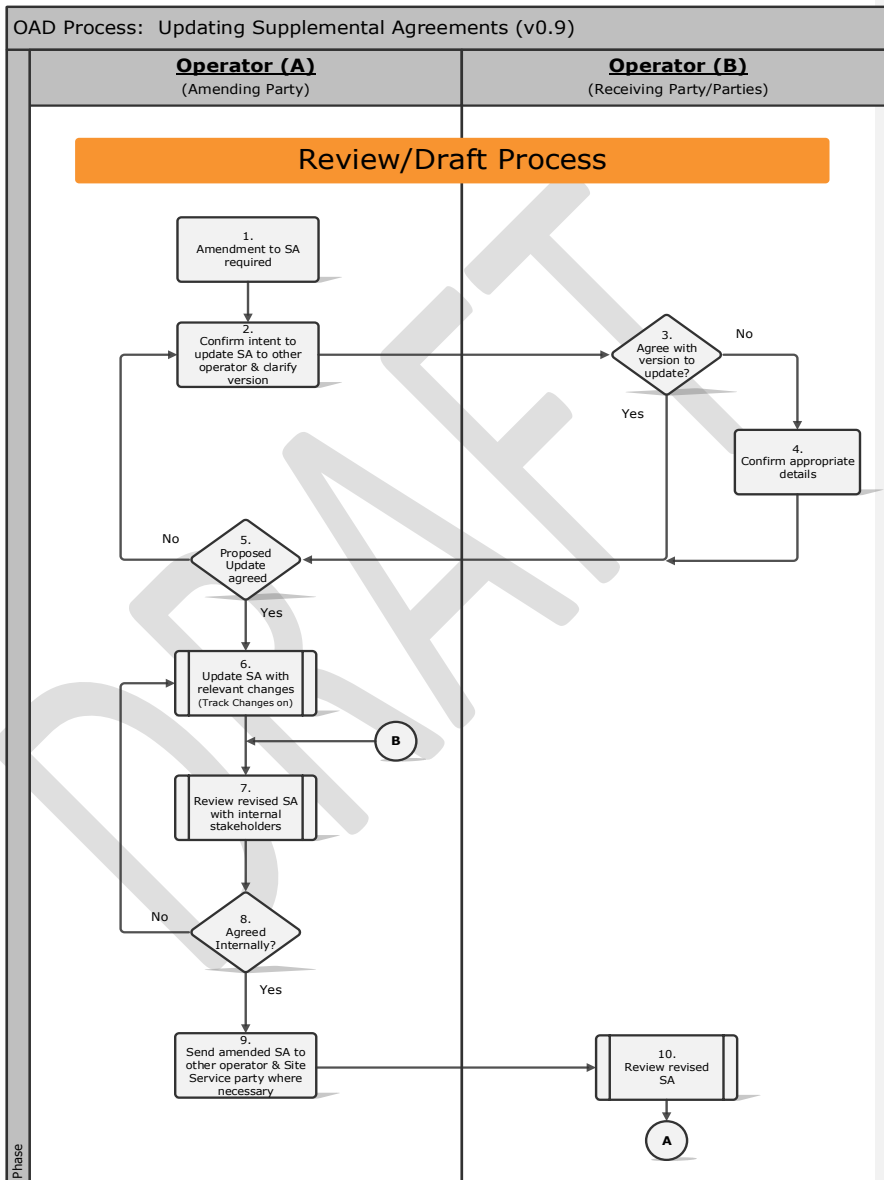 OAD Process:  Updating Supplemental Agreements (v0.9)
Operator (A)
(Amending Party)
Operator (B)
(Receiving Party/Parties)
Review/Draft Process
1.
Amendment to SA
required
2.
Confirm intent to
update SA to other
operator & clarify
version
3.
Agree with
version to
update?
No
Yes
4.
Confirm appropriate
details
5.
Proposed
Update
agreed
No
Yes
6.
Update SA with
relevant changes
(Track Changes on)
B
7.
Review revised SA
with internal
stakeholders
8.
Agreed
Internally?
No
Yes
9.
Send amended SA to
other operator & Site
Service party where
necessary
10.
Review revised
SA
A
Phase
DRAFT